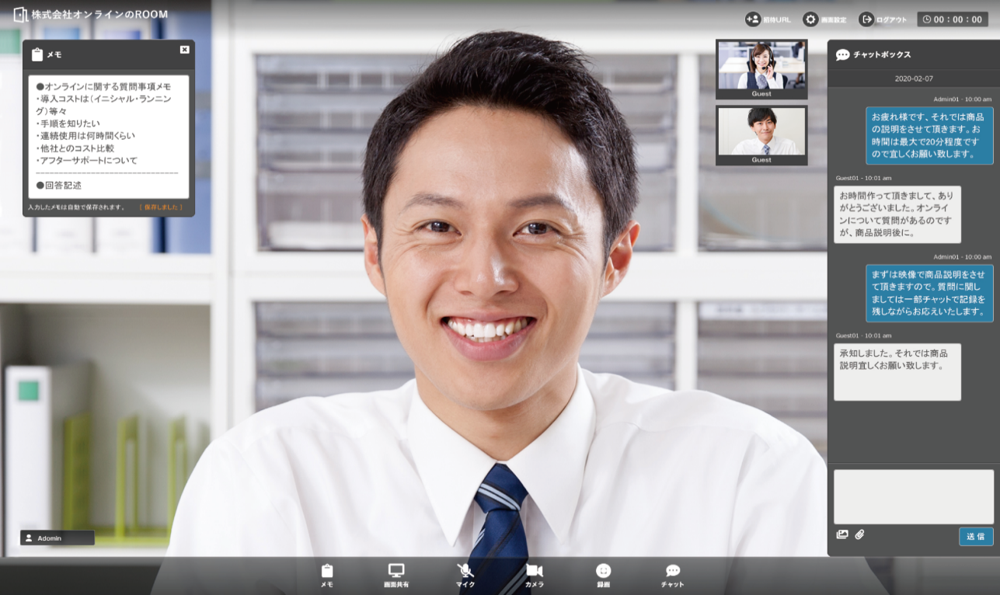 株式会社オンラインのROOM
招待URL
画面設定
ログアウト
00 : 00 : 00
メモ
●オンラインに関する質問事項メモ
・導入コストは(イニシャル・ランニン
グ)等々
・手順を知りたい
・連続使用は何時間くらい
・他社とのコスト比較
・アフターサポートについて
--------------------------------
●回答記述
入力したメモは自動で保存されます。 [ 保存しました ]
Guest
Guest
チャットボックス
2020-02-07
Admin01 - 10:00 am
お疲れ様です、それでは商品
の説明をさせて頂きます。お
時間は最大で20分程度です
ので宜しくお願い致します。
Guest01 - 10:01 am
お時間作って頂きまして、あり
がとうございました。オンライ
ンについて質問があるのです
が、商品説明後に。
Admin01 - 10:00 am
まずは映像で商品説明をさせ
て頂きますので。質問に関し
ましては一部チャットで記録を
残しながらお応えいたします。
Guest01 - 10:01 am
承知しました。それでは商品
説明宜しくお願い致します。
送信
Adomin
メモ
画面共有
マイク
カメラ
録画
チャット